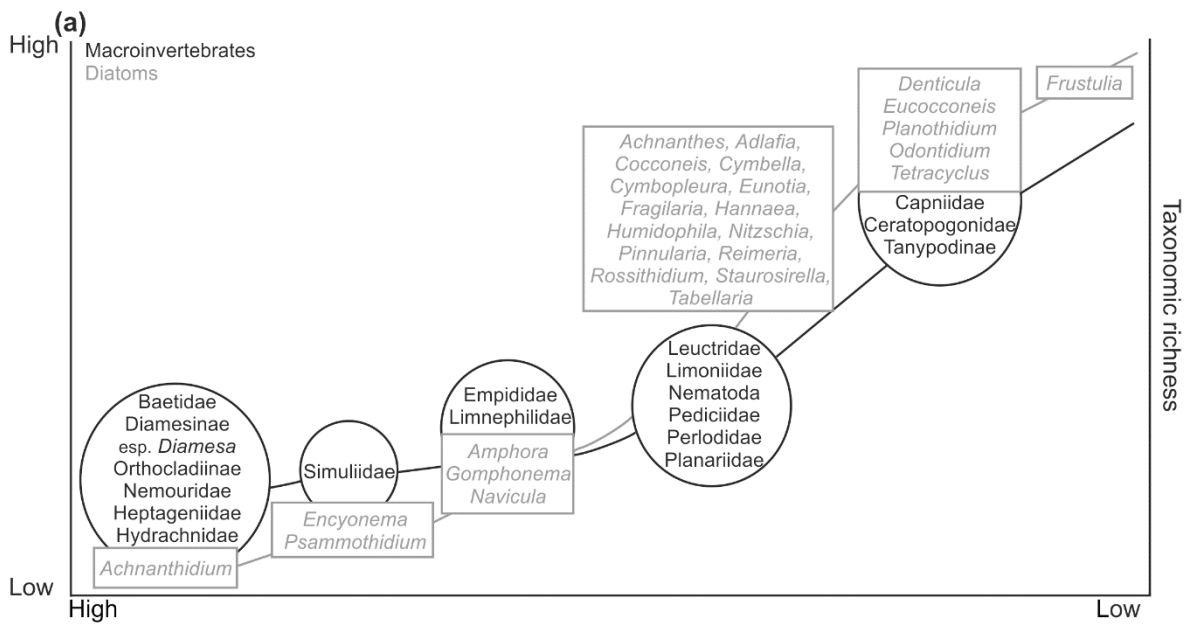 (a)
High
Macroinvertebrates
Diatoms
Denticula
Eucocconeis
Planothidium
Odontidium
Tetracyclus
Frustulia
Achnanthes, Adlafia,
Cocconeis, Cymbella,
Cymbopleura, Eunotia,
Fragilaria, Hannaea,
Humidophila, Nitzschia,
Pinnularia, Reimeria,
Rossithidium, Staurosirella,
Tabellaria
Capniidae
Ceratopogonidae
Tanypodinae
Taxonomic richness
Leuctridae
Limoniidae
Nematoda
Pediciidae
Perlodidae
Planariidae
Empididae
Limnephilidae
Amphora
Gomphonema
Navicula
Simuliidae
Encyonema
Psammothidium
Baetidae
Diamesinae
esp. Diamesa
Orthocladiinae
Nemouridae
Heptageniidae
Hydrachnidae
Achnanthidium
Low
High
Low